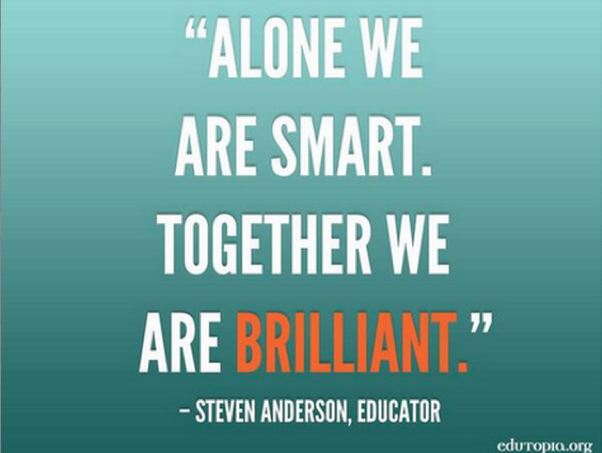 “ALONE WE
ARE SMART.
TOGETHER WE
ARE BRILLIANT.”
– STEVEN ANDERSON, EDUCATOR
edUTOPIA.org